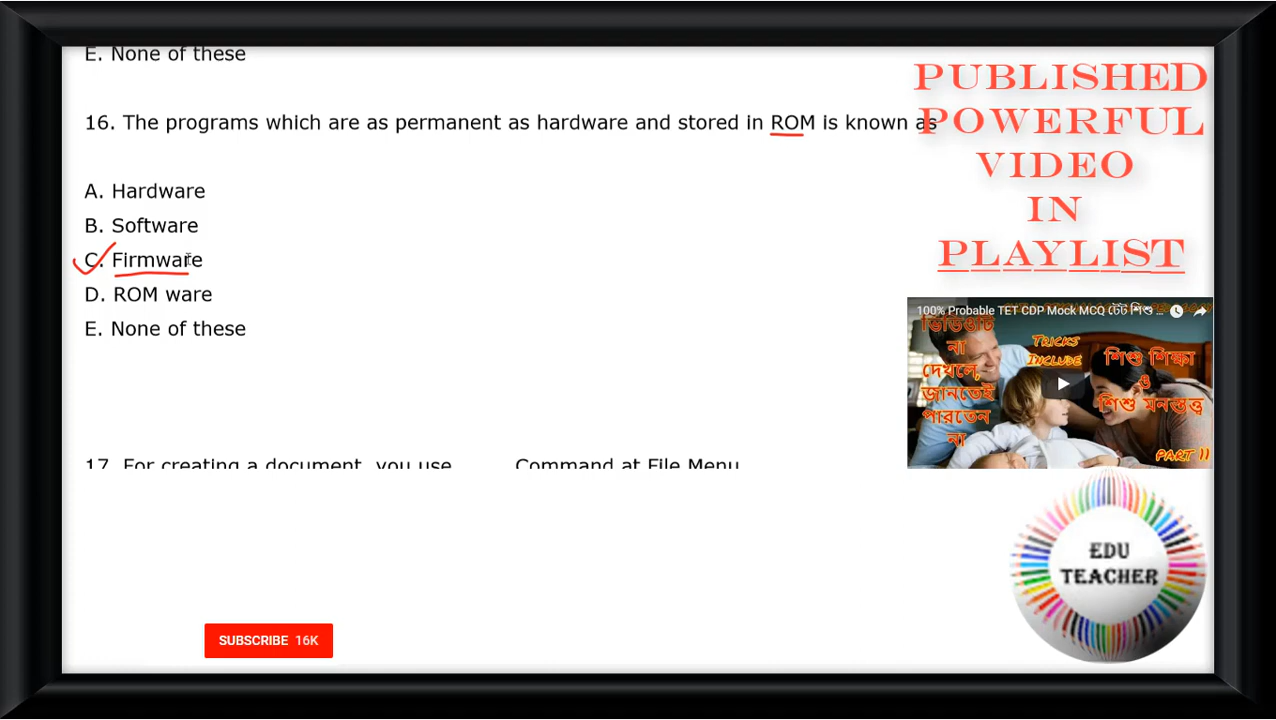 E. None of these
16. The programs which are as permanent as hardware and stored in ROM is known as
A. Hardware
B. Software
C. Firmware
D. ROM ware
E. None of these
17. For creating a document, you use ____ Command at File Menu
PUBLISHED
POWERFUL
VIDEO
IN
PLAYLIST
100% Probable TET CDP Mock MCQ টেট শিশু ...
ভিডিওটি
না
দেখলে,
জানতেই
পারতেন
না
TRICKS
INCLUDE
শিশু শিক্ষা
ও
শিশু মনস্তত্ত্ব
PART 11
EDU
TEACHER
SUBSCRIBE 16K